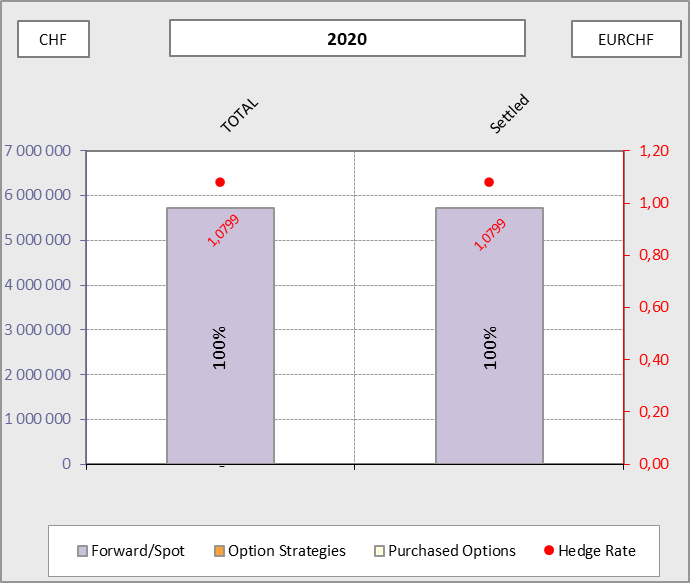 CHF
2020
EURCHF
TOTAL
Settled
7 000 000
6 000 000
5 000 000
4 000 000
3 000 000
2 000 000
1 000 000
0
1,20
1,00
0,80
0,60
0,40
0,20
0,00
1,0799
1,0799
100%
100%
-
Forward/Spot
Option Strategies
Purchased Options
Hedge Rate